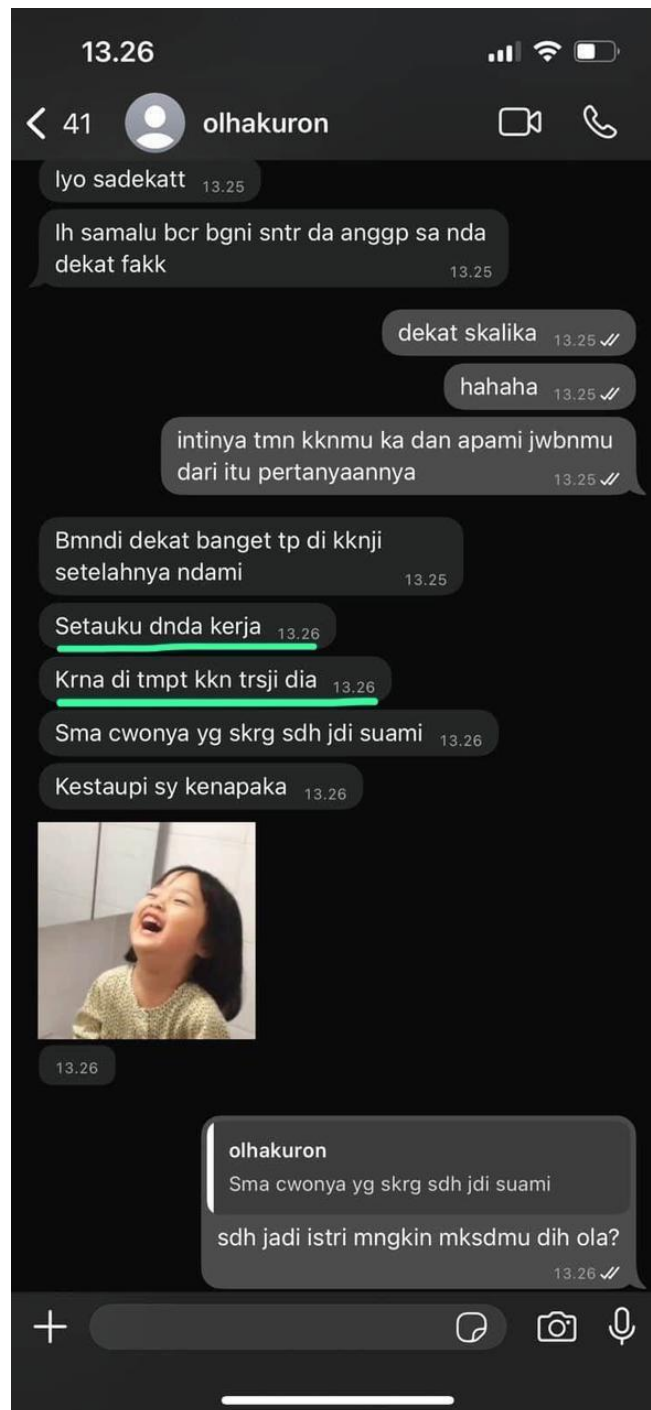 13.26
41 olhakuron
Iyo sadekatt 13.25
Ih samalu bcr bgni sntr da anggp sa nda
dekat fakk 13.25
dekat skalika 13.25
hahaha 13.25
intinya tmn kknmu ka dan apami jwbnmu
dari itu pertanyaannya 13.25
Bmndi dekat banget tp di kknji
setelahnya ndami 13.25
Setauku dnda kerja 13.26
Krna di tmpt kkn trsji dia 13.26
Sma cwonya yg skrg sdh jdi suami 13.26
Kestaupi sy kenapaka 13.26
13.26
olhakuron
Sma cwonya yg skrg sdh jdi suami
sdh jadi istri mngkin mksdmu dih ola?
13.26